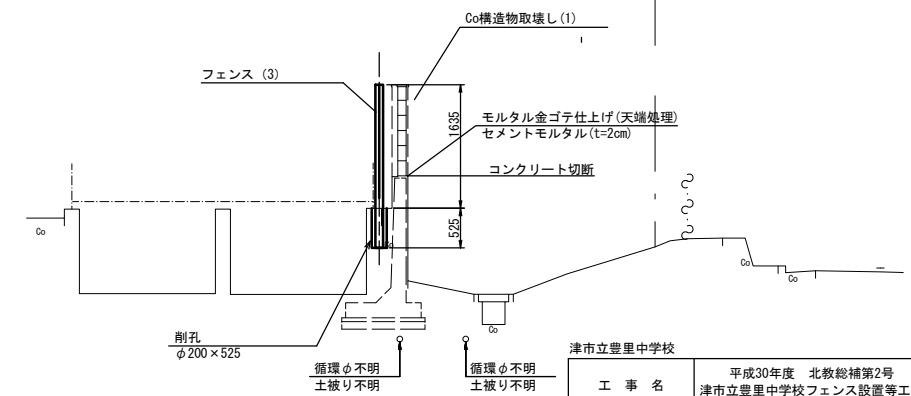 Co構造物取壊し(1)
フェンス (3)
モルタル金ゴテ仕上げ(天端処理)
セメントモルタル(t=2cm)
1635
コンクリート切断
525
Co
Co
Co
Co
Co
削孔
φ200×525
循環φ不明
土被り不明
循環φ不明
土被り不明
津市立豊里中学校
工 事 名
平成30年度 北教総補第2号
津市立豊里中学校フェンス設置等工